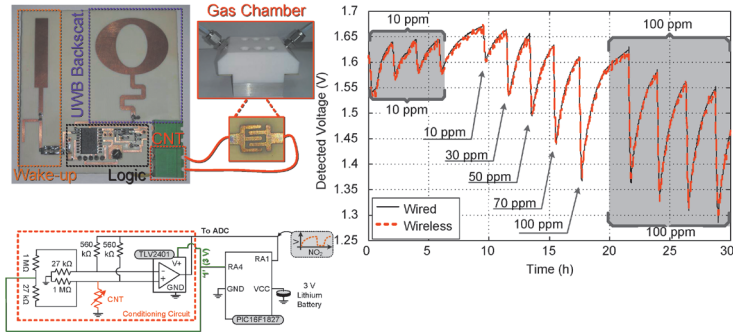 Gas Chamber
UWB Backscat.
CNT
Wake-up
Logic
To ADC
560
kΩ
560
kΩ
TLV2401
V+
GND
1MΩ
27 kΩ
1 MΩ
27
kΩ
CNT
Conditioning Circuit
RA4
RA1
GND
VCC
PIC16F1827
V
NO2
t
3 V
Lithium
Battery
Detected Voltage (V)
1.7
1.65
1.6
1.55
1.5
1.45
1.4
1.35
1.3
1.25
10 ppm
10 ppm
100 ppm
10 ppm
30 ppm
50 ppm
70 ppm
100 ppm
100 ppm
Wired
Wireless
0
5
10
15
20
25
30
Time (h)